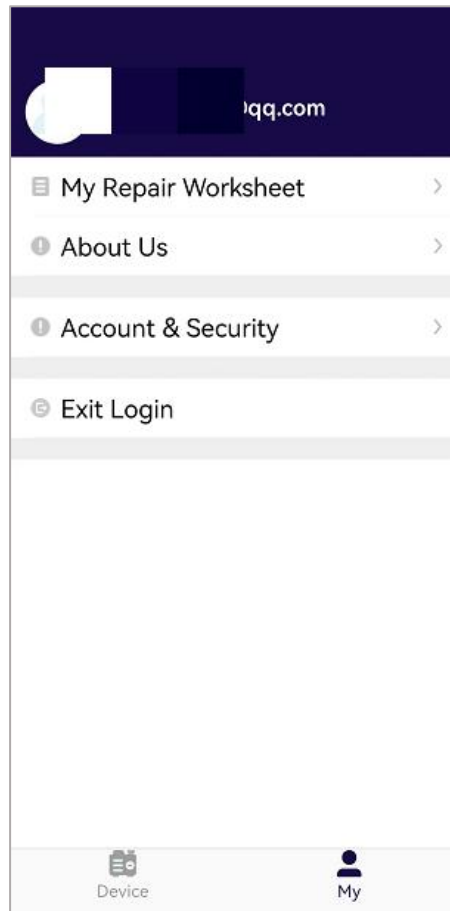 qq.com
My Repair Worksheet
About Us
Account & Security
Exit Login
Device
My